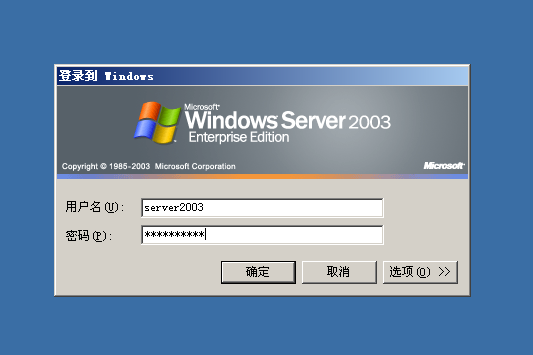 登录到 Windows
Microsoft®
Windows Server 2003
Enterprise Edition
Copyright © 1985-2003 Microsoft Corporation
Microsoft®
用户名(U):
server2003
密码(P):
**********
确定 取消 选项(O) >>